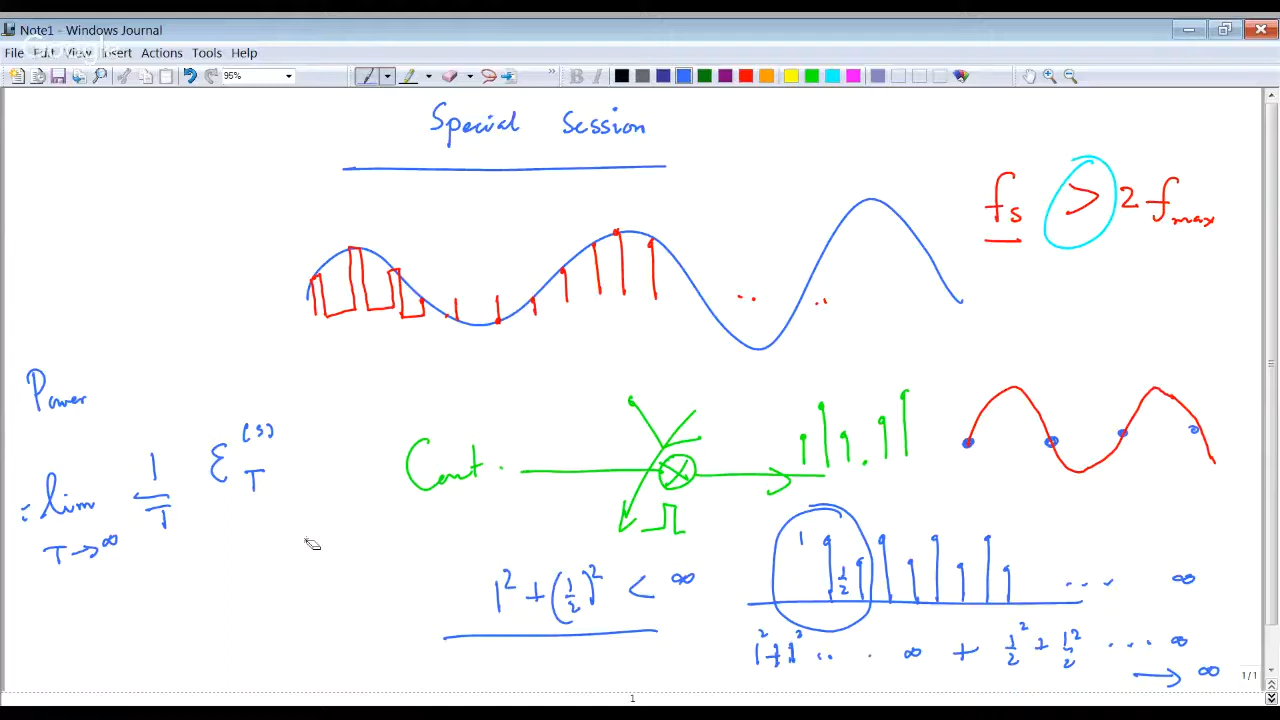 Note1 - Windows Journal
File Edit View Insert Actions Tools Help
95%
Special Session
fs > 2 fmax
Power
= lim T→∞ 1/T ε T (s)
Cont.
1² + (1/2)² < ∞
1 1/2 ... ∞
1² + 1² .. . ∞ + 1/2² + 1/2² ... ∞
→ ∞
1/1
1